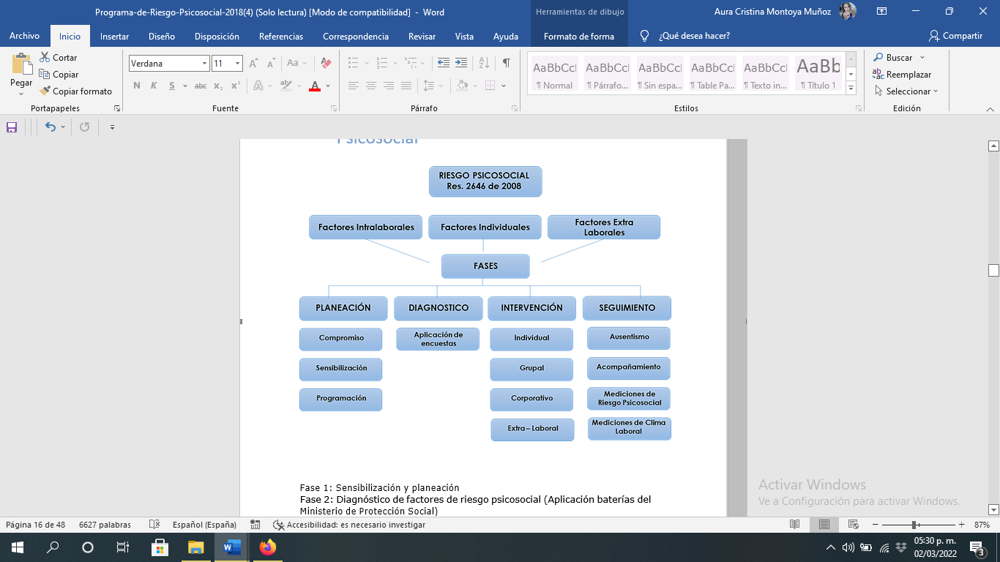 Programa-de-Riesgo-Psicosocial-2018(4) (Solo lectura) [Modo de compatibilidad] - Word
Herramientas de dibujo
Aura Cristina Montoya Muñoz
Archivo Inicio Insertar Diseño Disposición Referencias Correspondencia Revisar Vista Ayuda Formato de forma ¿Qué desea hacer? Compartir
Pegar
Cortar
Copiar
Copiar formato
Portapapeles
Verdana 11
N K S abc x₂ x²
Aa
A
Fuente
Párrafo
AaBbCcI AaBbCcI AaBbCcI AaBbCcI AaBbCcI AaBb
¶ Normal ¶ Párrafo... ¶ Sin espa... ¶ Table Pa... ¶ Texto in... ¶ Título 1
Estilos
Buscar
Reemplazar
Seleccionar
Edición
Psicosocial
RIESGO PSICOSOCIAL
Res. 2646 de 2008
Factores Intralaborales
Factores Individuales
Factores Extra
Laborales
FASES
PLANEACIÓN
DIAGNOSTICO
INTERVENCIÓN
SEGUIMIENTO
Compromiso
Aplicación de
encuestas
Individual
Ausentismo
Sensibilización
Grupal
Acompañamiento
Programación
Corporativo
Mediciones de
Riesgo Psicosocial
Extra – Laboral
Mediciones de Clima
Laboral
Fase 1: Sensibilización y planeación
Fase 2: Diagnóstico de factores de riesgo psicosocial (Aplicación baterías del
Ministerio de Protección Social)
Activar Windows
Ve a Configuración para activar Windows.
Página 16 de 48 6627 palabras Español (España) Accesibilidad: es necesario investigar 87%
05:30 p. m.
02/03/2022
3